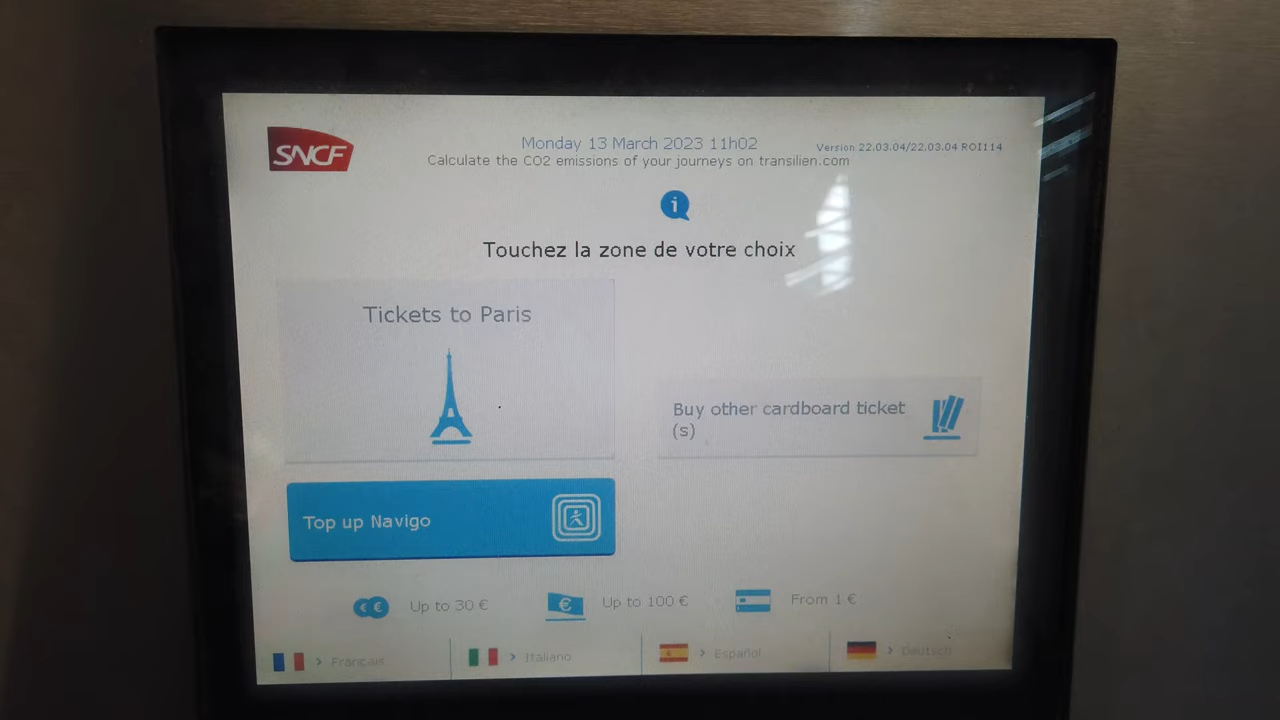 SNCF
Monday 13 March 2023 11h02
Version 22.03.04/22.03.04 ROI114
Calculate the CO2 emissions of your journeys on transilien.com
i
Touchez la zone de votre choix
Tickets to Paris
Buy other cardboard ticket
(s)
Top up Navigo
€ €
Up to 30 €
€
Up to 100 €
From 1 €
> Français
> Italiano
> Español
> Deutsch